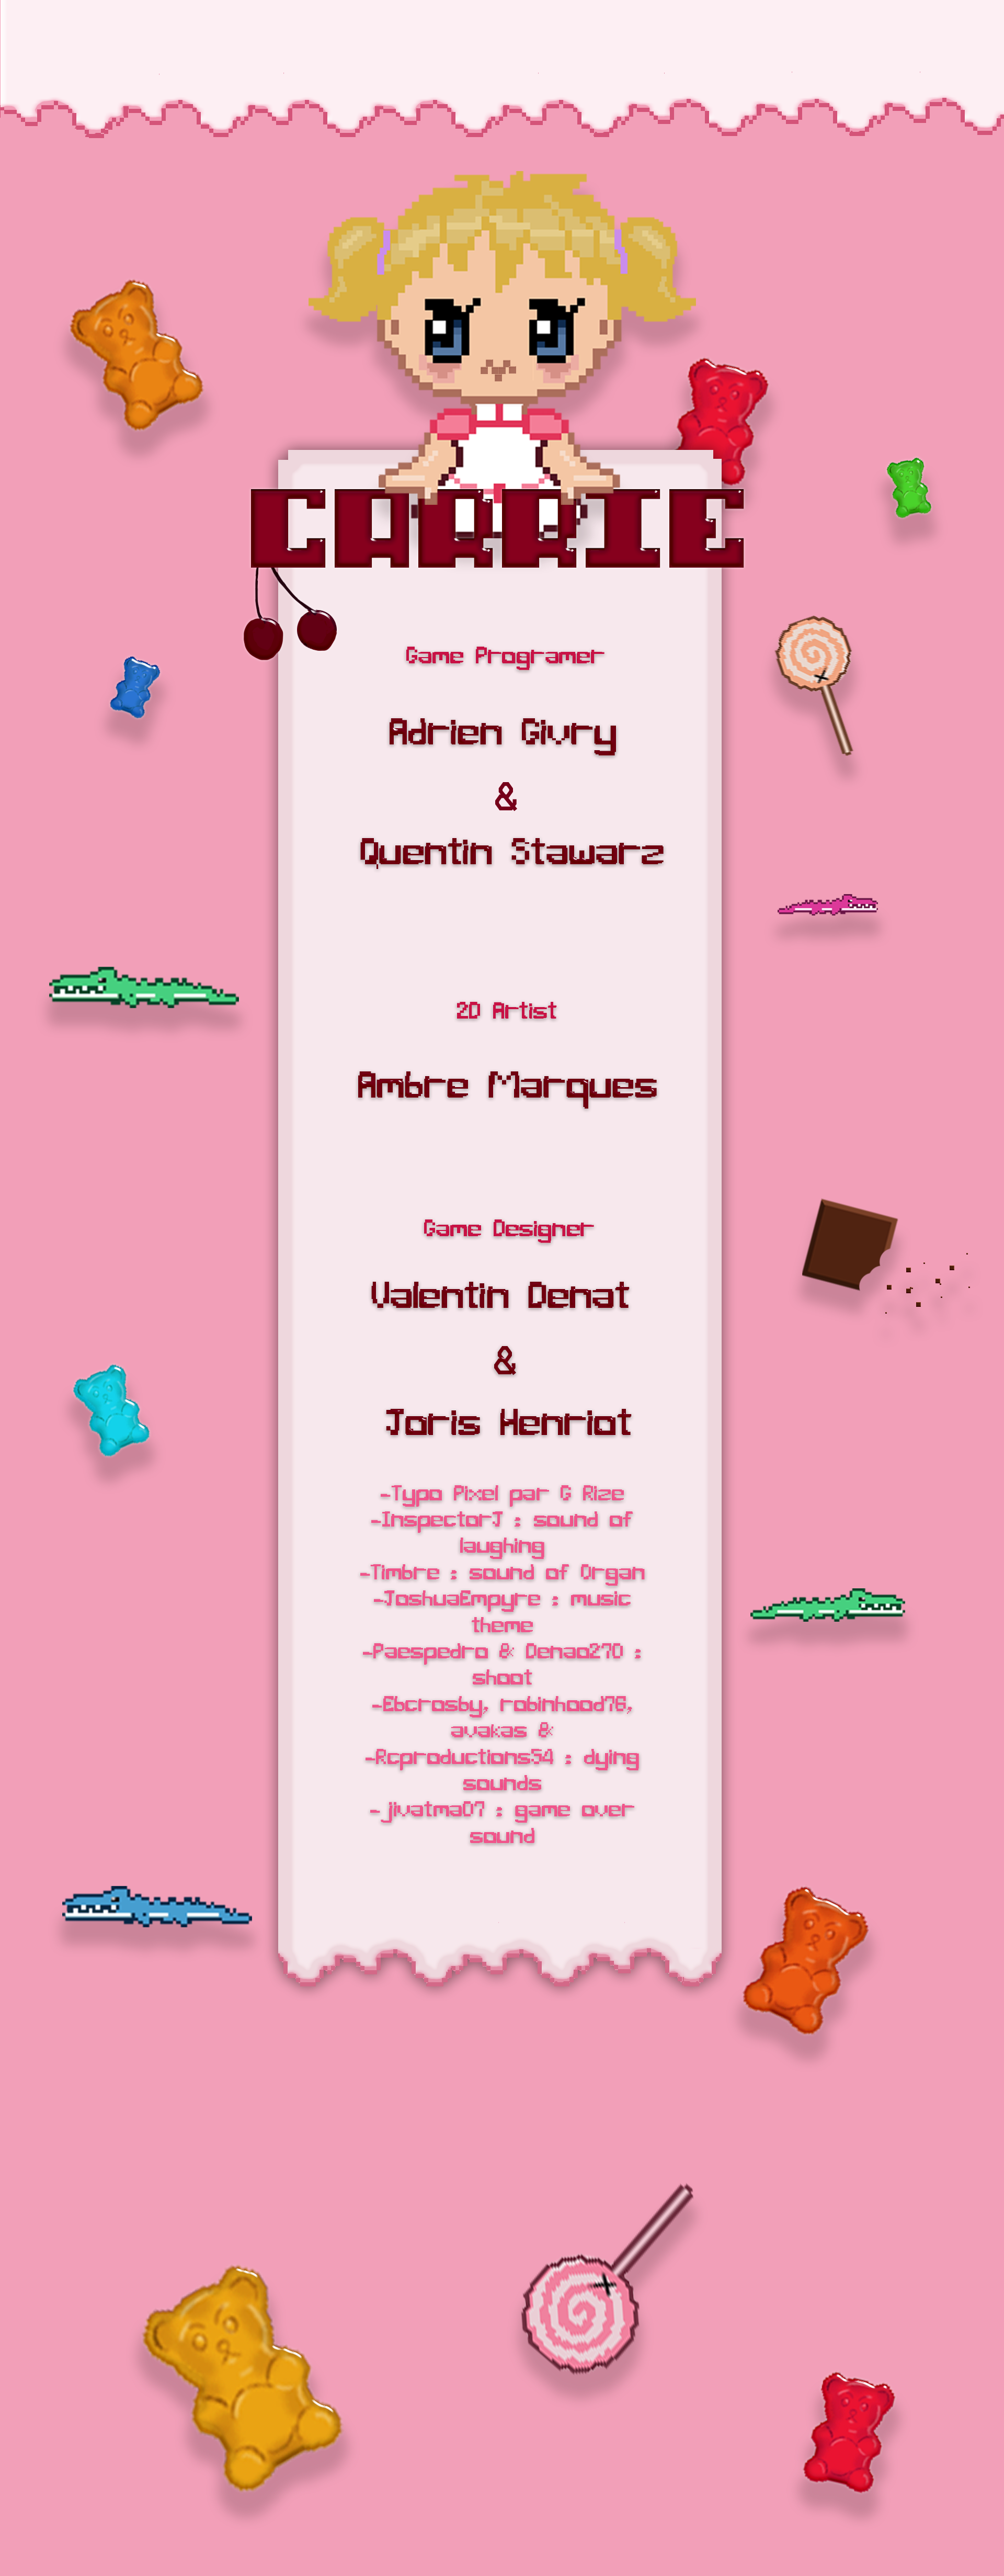 CARRIE
Game Programer
Adrien Givry
&
Quentin Stawarz
2D Artist
Ambre Marques
Game Designer
Valentin Denat
&
Joris Henriot
-Typo Pixel par G Rize
-InspectorJ : sound of
laughing
-Timbre : sound of Organ
-JoshuaEmpyre : music
theme
-Paespedro & Denao270 :
shoot
-Ebcrosby, robinhood76,
avakas &
-Rcproductions54 : dying
sounds
-jivatma07 : game over
sound